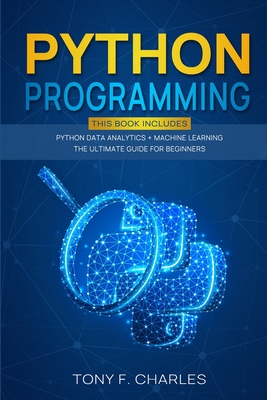 PYTHON
PROGRAMMING
THIS BOOK INCLUDES
PYTHON DATA ANALYTICS + MACHINE LEARNING
THE ULTIMATE GUIDE FOR BEGINNERS
TONY F. CHARLES